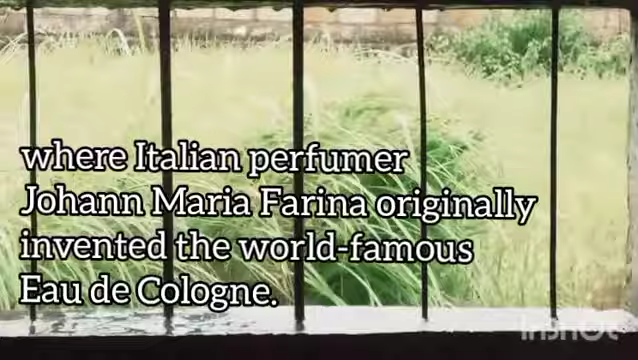 where Italian perfumer
Johann Maria Farina originally
invented the world-famous
Eau de Cologne.
InShOt